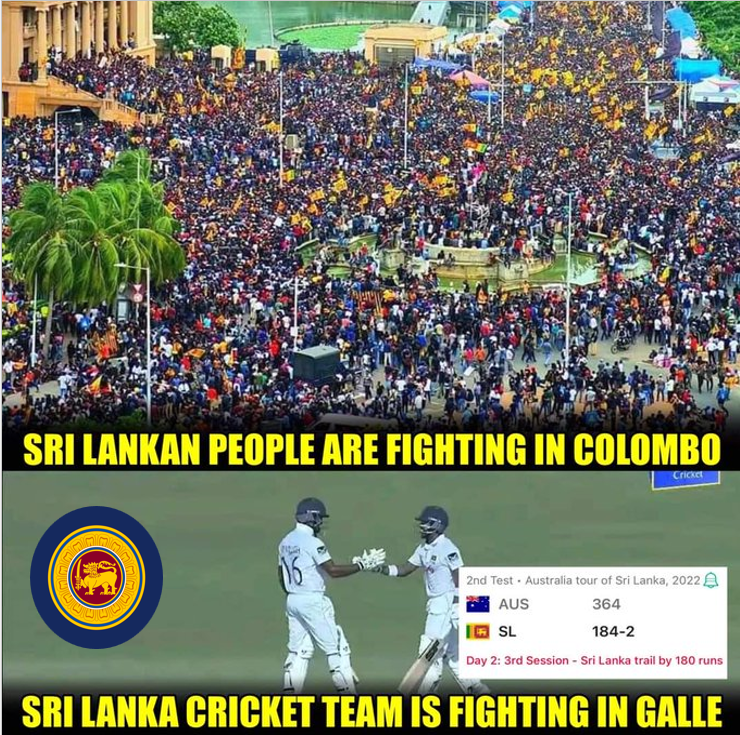 SRI LANKAN PEOPLE ARE FIGHTING IN COLOMBO
Cricket
16
2nd Test • Australia tour of Sri Lanka, 2022
AUS 364
SL 184-2
Day 2: 3rd Session - Sri Lanka trail by 180 runs
SRI LANKA CRICKET TEAM IS FIGHTING IN GALLE